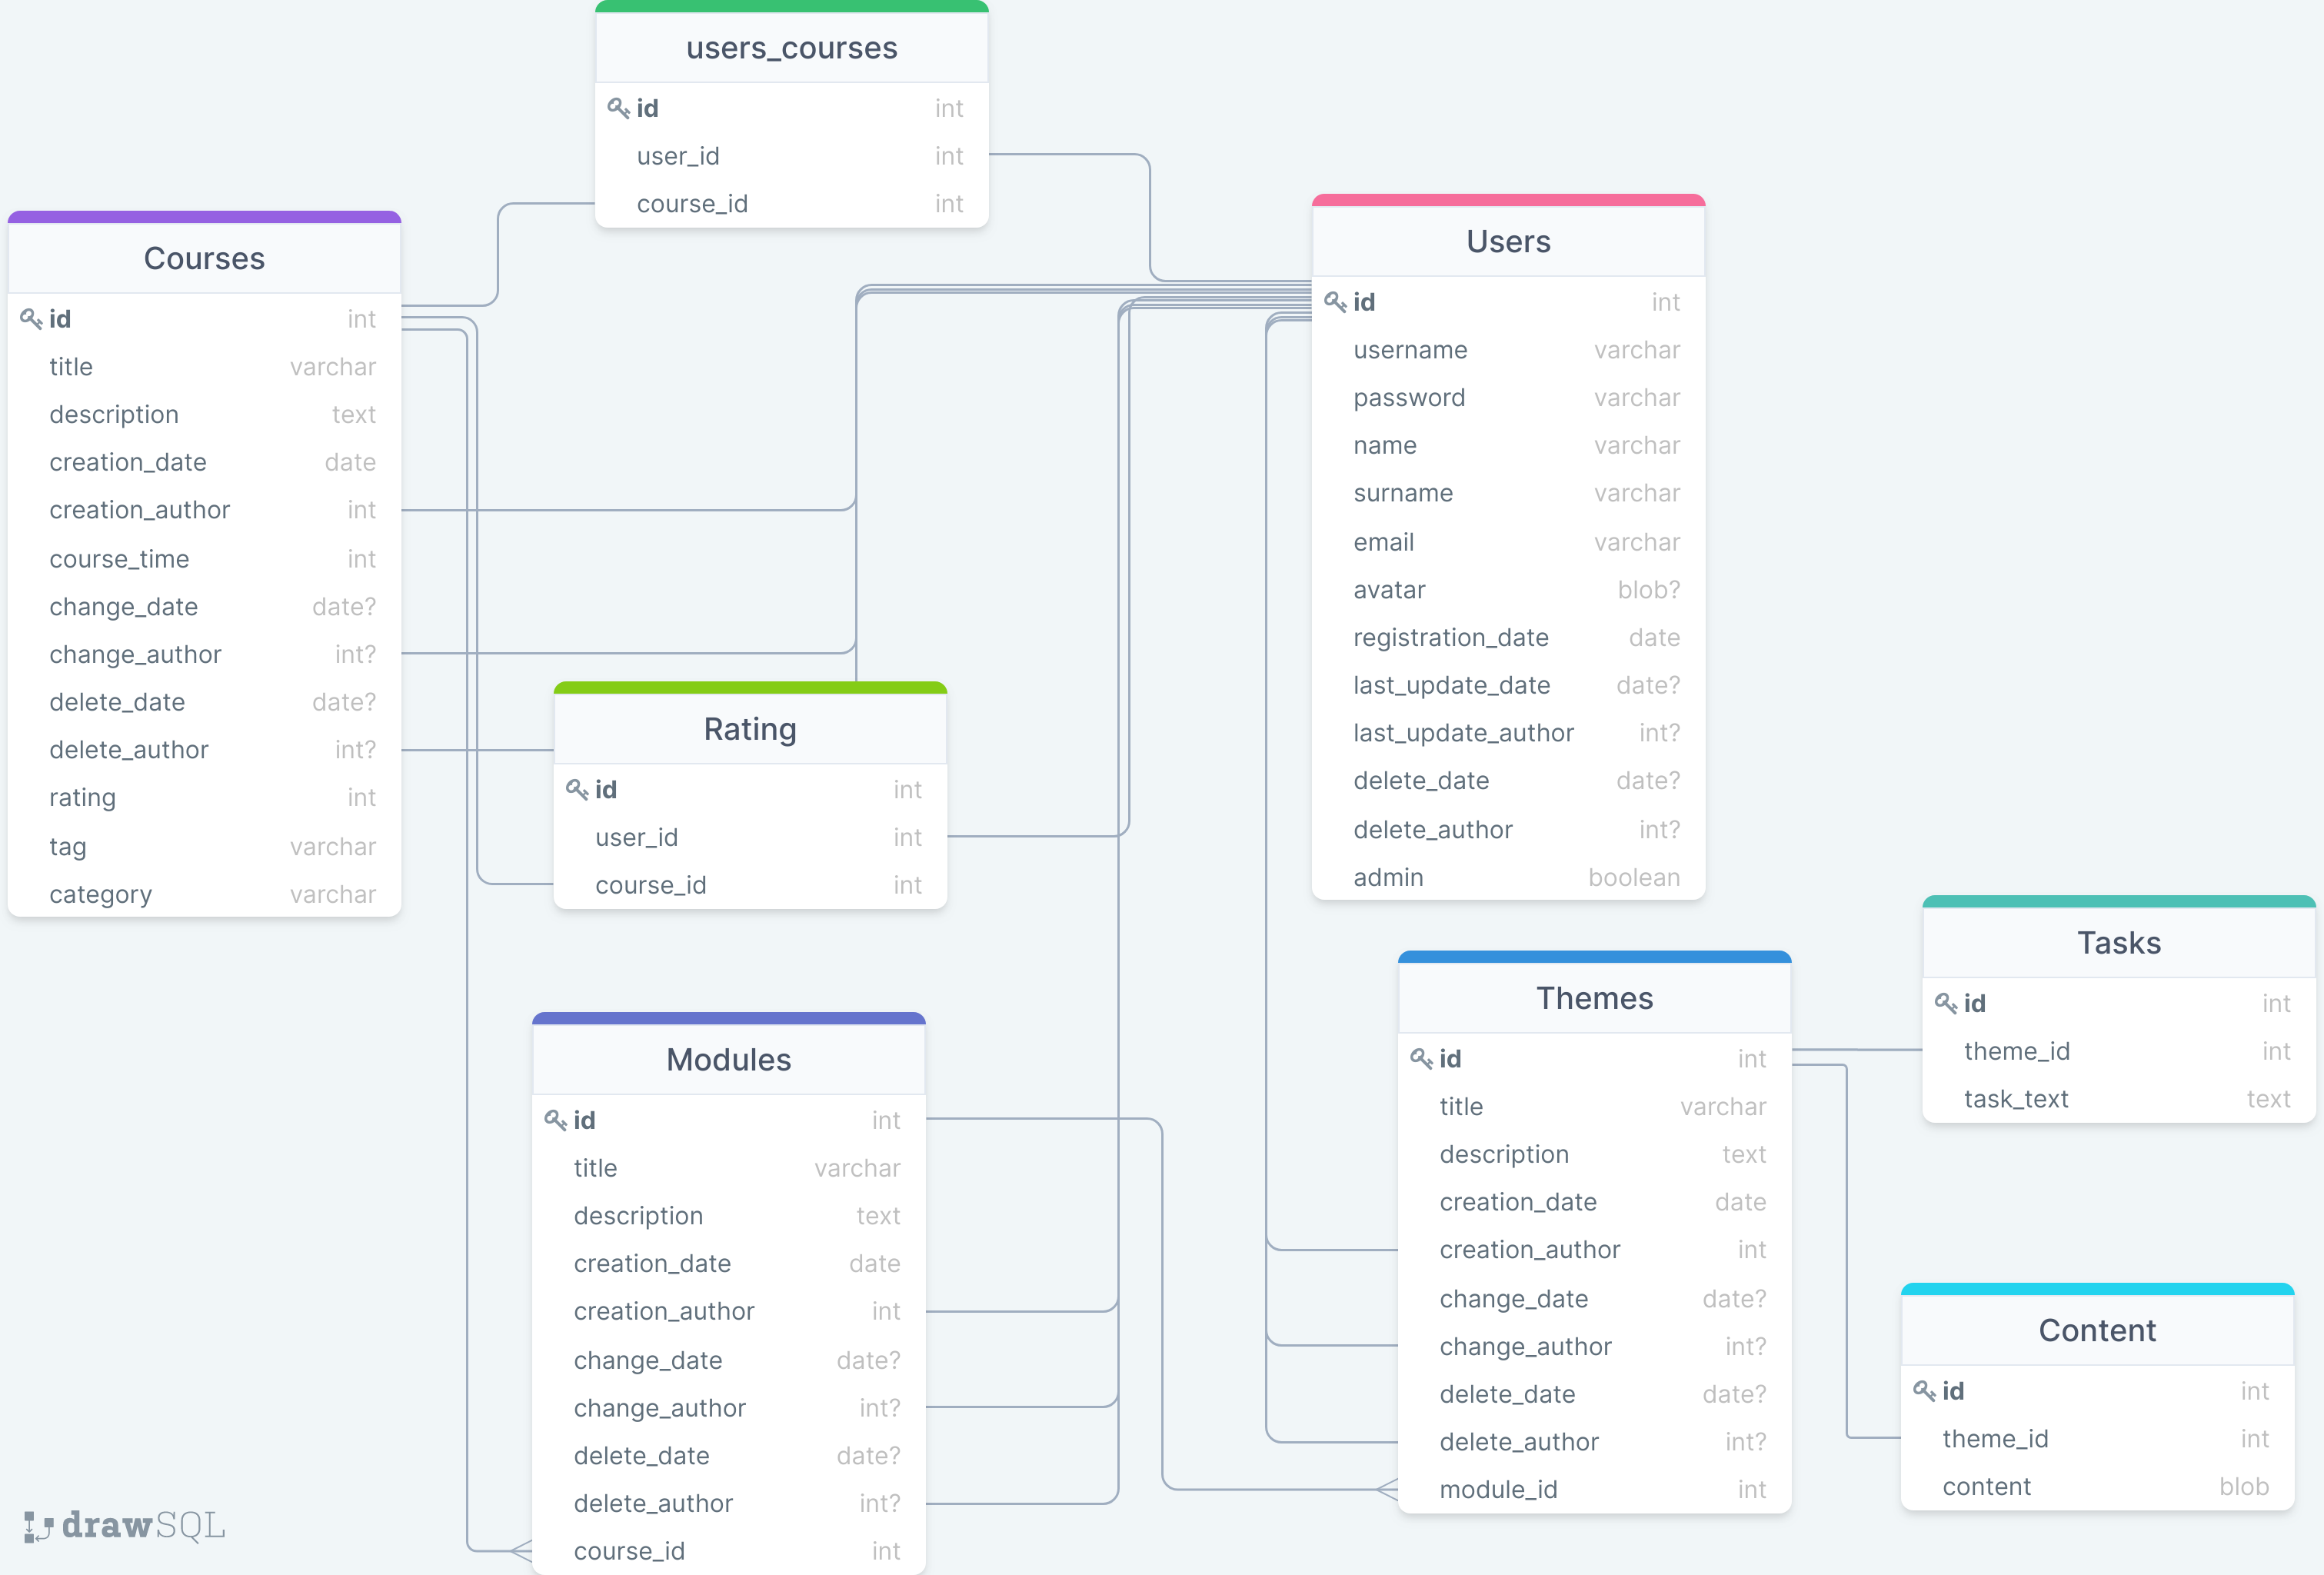 users_courses
id int
user_id int
course_id int
Courses
id int
title varchar
description text
creation_date date
creation_author int
course_time int
change_date date?
change_author int?
delete_date date?
delete_author int?
rating int
tag varchar
category varchar
Users
id int
username varchar
password varchar
name varchar
surname varchar
email varchar
avatar blob?
registration_date date
last_update_date date?
last_update_author int?
delete_date date?
delete_author int?
admin boolean
Rating
id int
user_id int
course_id int
Modules
id int
title varchar
description text
creation_date date
creation_author int
change_date date?
change_author int?
delete_date date?
delete_author int?
course_id int
Themes
id int
title varchar
description text
creation_date date
creation_author int
change_date date?
change_author int?
delete_date date?
delete_author int?
module_id int
Tasks
id int
theme_id int
task_text text
Content
id int
theme_id int
content blob
drawSQL